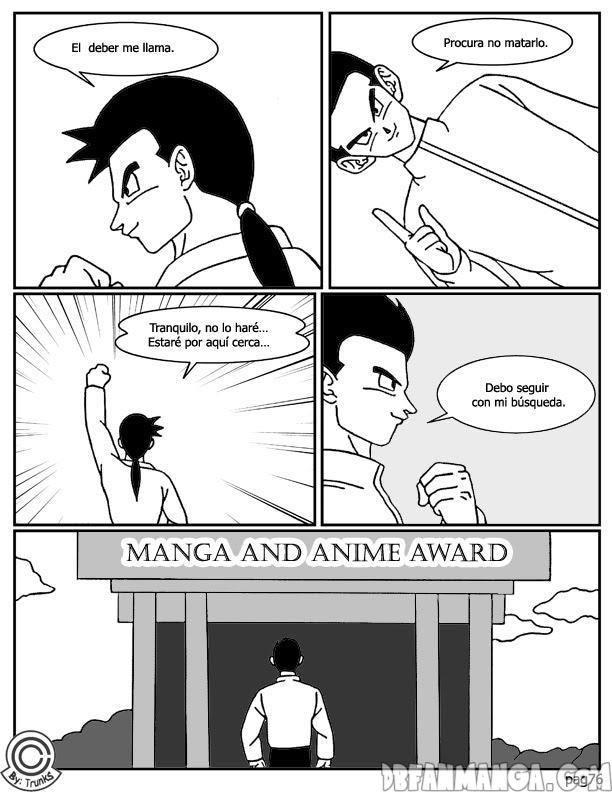 El deber me llama.
Procura no matarlo.
Tranquilo, no lo haré...
Estaré por aquí cerca...
Debo seguir
con mi búsqueda.
MANGA AND ANIME AWARD
By: Trunks
pag76
DBFANMANGA.COM